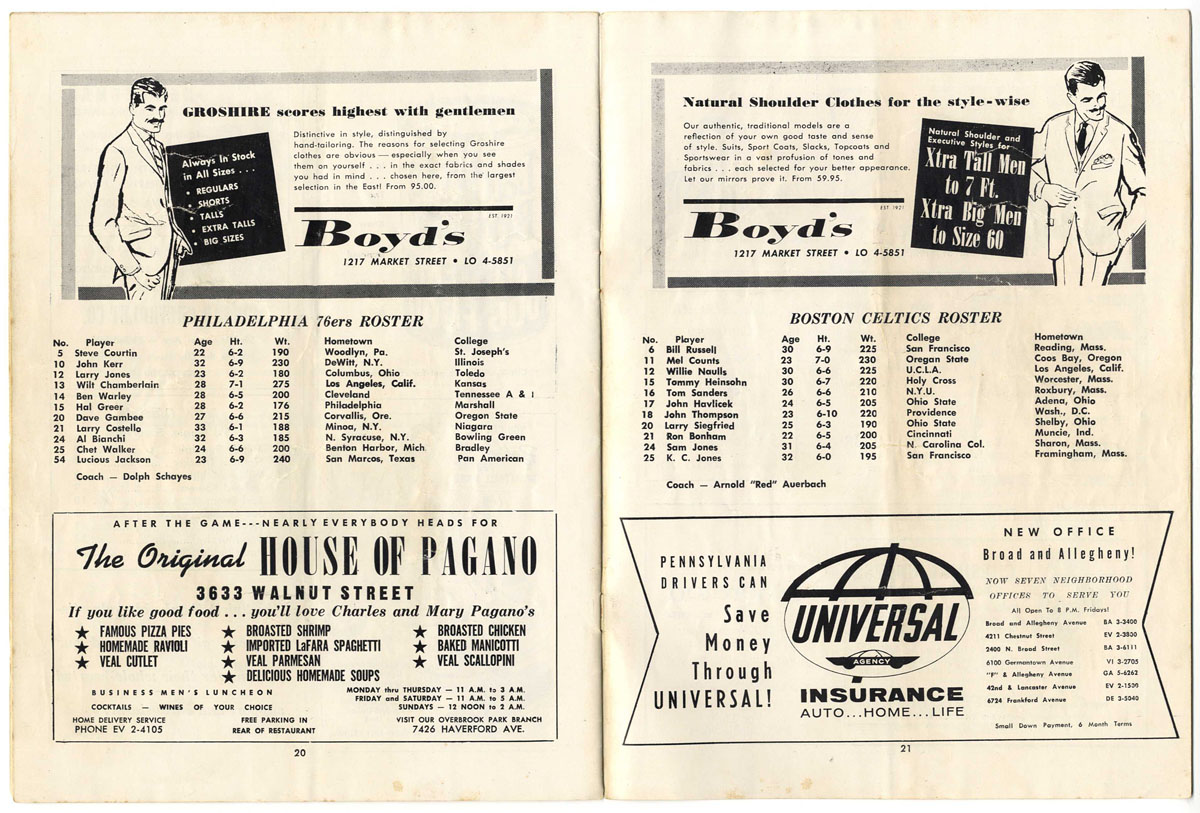 GROSHIRE scores highest with gentlemen
Always In Stock
in All Sizes . . .
• REGULARS
• SHORTS
• TALLS
• EXTRA TALLS
• BIG SIZES
Distinctive in style, distinguished by
hand-tailoring. The reasons for selecting Groshire
clothes are obvious — especially when you see
them on yourself . . . in the exact fabrics and shades
you had in mind . . . chosen here, from the largest
selection in the East! From 95.00.
EST. 1921
Boyd's
1217 MARKET STREET • LO 4-5851
PHILADELPHIA 76ers ROSTER
No. Player Age Ht. Wt. Hometown College
5 Steve Courtin 22 6-2 190 Woodlyn, Pa. St. Joseph's
10 John Kerr 32 6-9 230 DeWitt, N.Y. Illinois
12 Larry Jones 23 6-2 180 Columbus, Ohio Toledo
13 Wilt Chamberlain 28 7-1 275 Los Angeles, Calif. Kansas
14 Ben Warley 28 6-5 200 Cleveland Tennessee A & I
15 Hal Greer 28 6-2 176 Philadelphia Marshall
20 Dave Gambee 27 6-6 215 Corvallis, Ore. Oregon State
21 Larry Costello 33 6-1 188 Minoa, N.Y. Niagara
24 Al Bianchi 32 6-3 185 N. Syracuse, N.Y. Bowling Green
25 Chet Walker 24 6-6 200 Benton Harbor, Mich Bradley
54 Lucious Jackson 23 6-9 240 San Marcos, Texas Pan American
Coach — Dolph Schayes
AFTER THE GAME---NEARLY EVERYBODY HEADS FOR
The Original HOUSE OF PAGANO
3633 WALNUT STREET
If you like good food . . . you'll love Charles and Mary Pagano's
★ FAMOUS PIZZA PIES ★ BROASTED SHRIMP ★ BROASTED CHICKEN
★ HOMEMADE RAVIOLI ★ IMPORTED LaFARA SPAGHETTI ★ BAKED MANICOTTI
★ VEAL CUTLET ★ VEAL PARMESAN ★ VEAL SCALLOPINI
★ DELICIOUS HOMEMADE SOUPS
BUSINESS MEN'S LUNCHEON
COCKTAILS — WINES OF YOUR CHOICE
MONDAY thru THURSDAY — 11 A.M. to 3 A.M.
FRIDAY and SATURDAY — 11 A.M. to 5 A.M.
SUNDAYS — 12 NOON to 2 A.M.
HOME DELIVERY SERVICE
PHONE EV 2-4105
FREE PARKING IN
REAR OF RESTAURANT
VISIT OUR OVERBROOK PARK BRANCH
7426 HAVERFORD AVE.
20
Natural Shoulder Clothes for the style-wise
Our authentic, traditional models are a
reflection of your own good taste and sense
of style. Suits, Sport Coats, Slacks, Topcoats and
Sportswear in a vast profusion of tones and
fabrics . . . each selected for your better appearance.
Let our mirrors prove it. From 59.95.
Natural Shoulder and
Executive Styles for
Xtra Tall Men
to 7 Ft.
Xtra Big Men
to Size 60
EST. 1921
Boyd's
1217 MARKET STREET • LO 4-5851
BOSTON CELTICS ROSTER
No. Player Age Ht. Wt. College Hometown
6 Bill Russell 30 6-9 225 San Francisco Reading, Mass.
11 Mel Counts 23 7-0 230 Oregan State Coos Bay, Oregon
12 Willie Naulls 30 6-6 225 U.C.L.A. Los Angeles, Calif.
15 Tommy Heinsohn 30 6-7 220 Holy Cross Worcester, Mass.
16 Tom Sanders 26 6-6 210 N.Y.U. Roxbury, Mass.
17 John Havlicek 24 6-5 205 Ohio State Adena, Ohio
18 John Thompson 23 6-10 220 Providence Wash., D.C.
20 Larry Siegfried 25 6-3 190 Ohio State Shelby, Ohio
21 Ron Bonham 22 6-5 200 Cincinnati Muncie, Ind.
24 Sam Jones 31 6-4 205 N. Carolina Col. Sharon, Mass.
25 K. C. Jones 32 6-0 195 San Francisco Framingham, Mass.
Coach — Arnold "Red" Auerbach
PENNSYLVANIA
DRIVERS CAN
Save
Money
Through
UNIVERSAL!
UNIVERSAL
AGENCY
INSURANCE
AUTO...HOME...LIFE
NEW OFFICE
Broad and Allegheny!
NOW SEVEN NEIGHBORHOOD
OFFICES TO SERVE YOU
All Open To 8 P.M. Fridays!
Broad and Allegheny Avenue BA 3-3400
4211 Chestnut Street EV 2-3800
2400 N. Broad Street BA 3-6111
6100 Germantown Avenue VI 3-2705
"F" & Allegheny Avenue GA 5-6262
42nd & Lancaster Avenue EV 2-1500
6724 Frankford Avenue DE 3-5040
Small Down Payment, 6 Month Terms
21